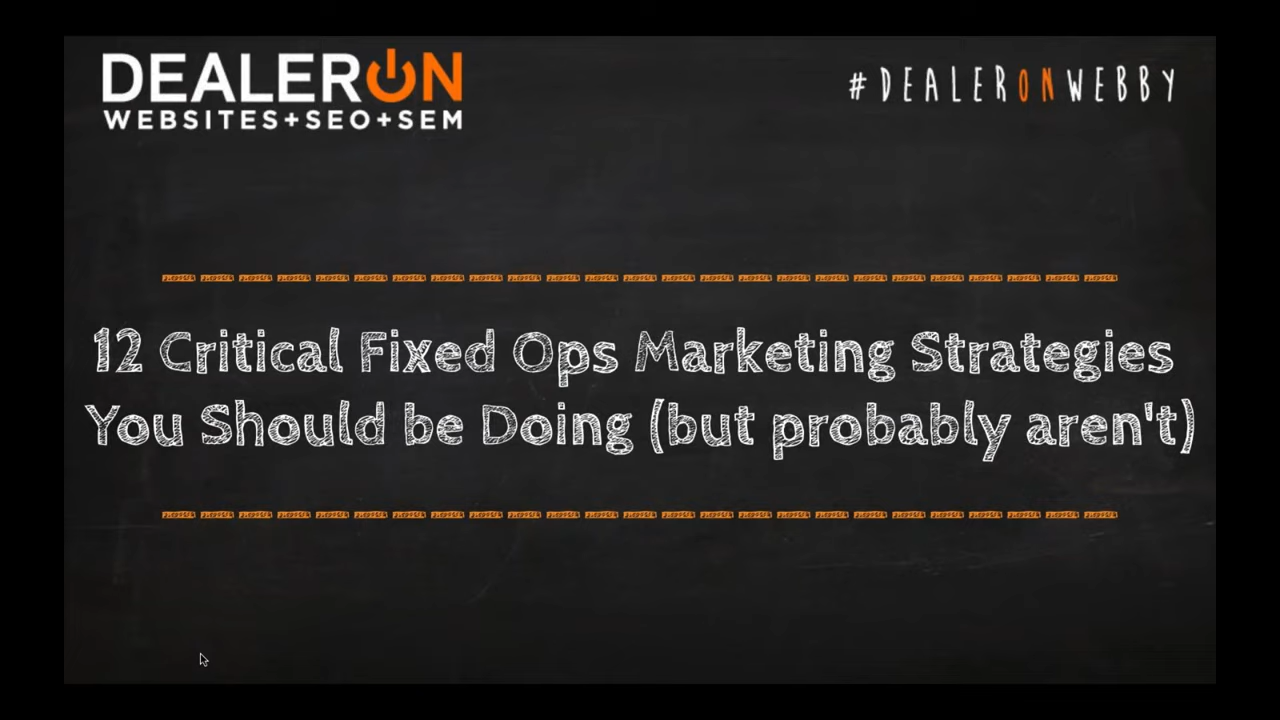 DEALERON
WEBSITES+SEO+SEM
#DEALERONWEBBY
12 Critical Fixed Ops Marketing Strategies
You Should be Doing (but probably aren't)